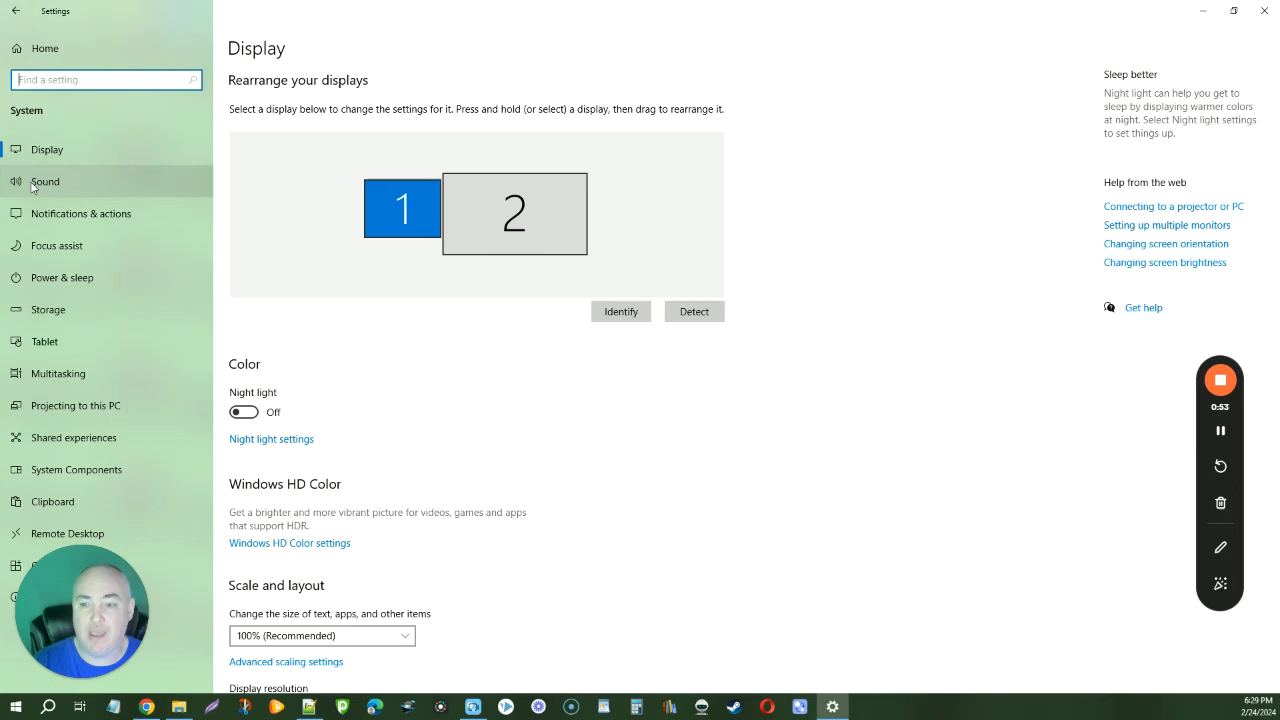 Settings
Home
Find a setting
System
Display
Sound
Notifications & actions
Focus assist
Power & sleep
Storage
Tablet
Multitasking
Projecting to this PC
Shared experiences
System Components
Clipboard
Remote Desktop
Display
Rearrange your displays
Select a display below to change the settings for it. Press and hold (or select) a display, then drag to rearrange it.
1
2
Identify
Detect
Color
Night light
Off
Night light settings
Windows HD Color
Get a brighter and more vibrant picture for videos, games and apps
that support HDR.
Windows HD Color settings
Scale and layout
Change the size of text, apps, and other items
100% (Recommended)
Advanced scaling settings
Display resolution
Sleep better
Night light can help you get to
sleep by displaying warmer colors
at night. Select Night light settings
to set things up.
Help from the web
Connecting to a projector or PC
Setting up multiple monitors
Changing screen orientation
Changing screen brightness
Get help
0:53
6:29 PM
2/24/2024